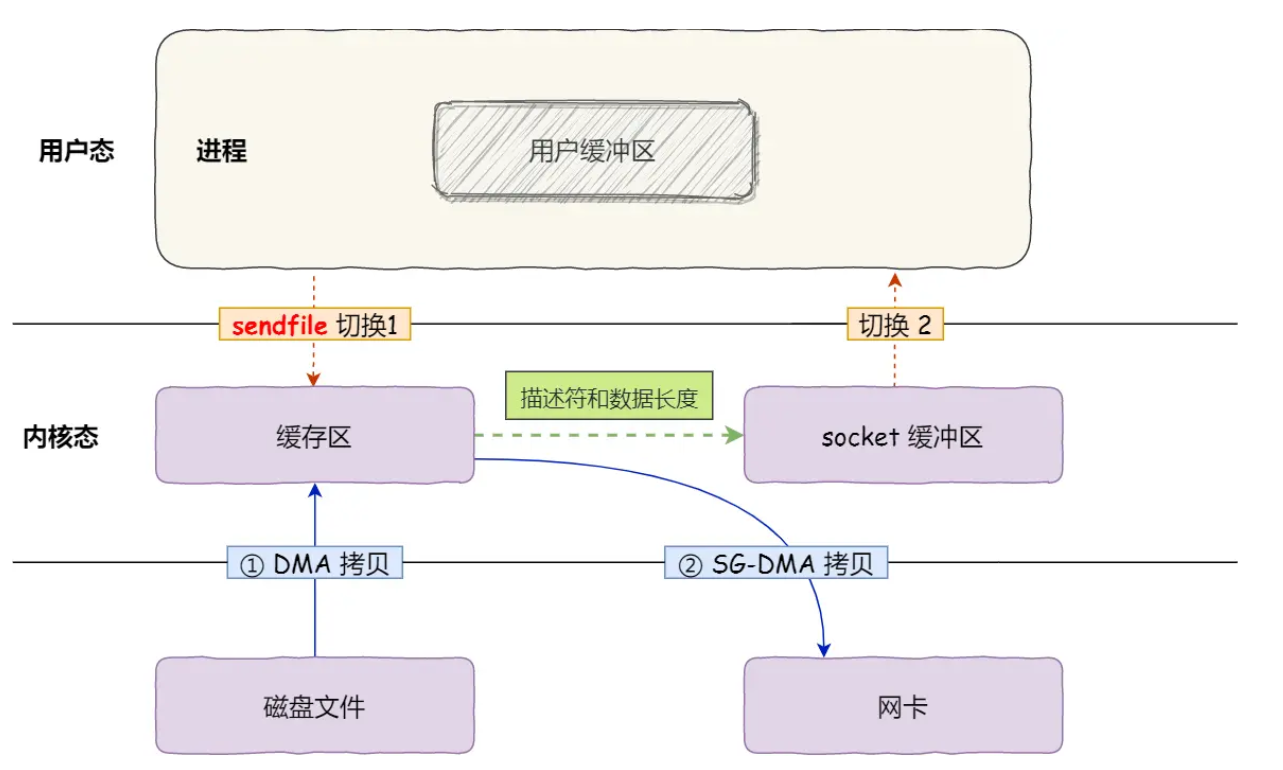 用户态
进程
用户缓冲区
sendfile 切换1
切换 2
描述符和数据长度
内核态
缓存区
socket 缓冲区
① DMA 拷贝
② SG-DMA 拷贝
磁盘文件
网卡